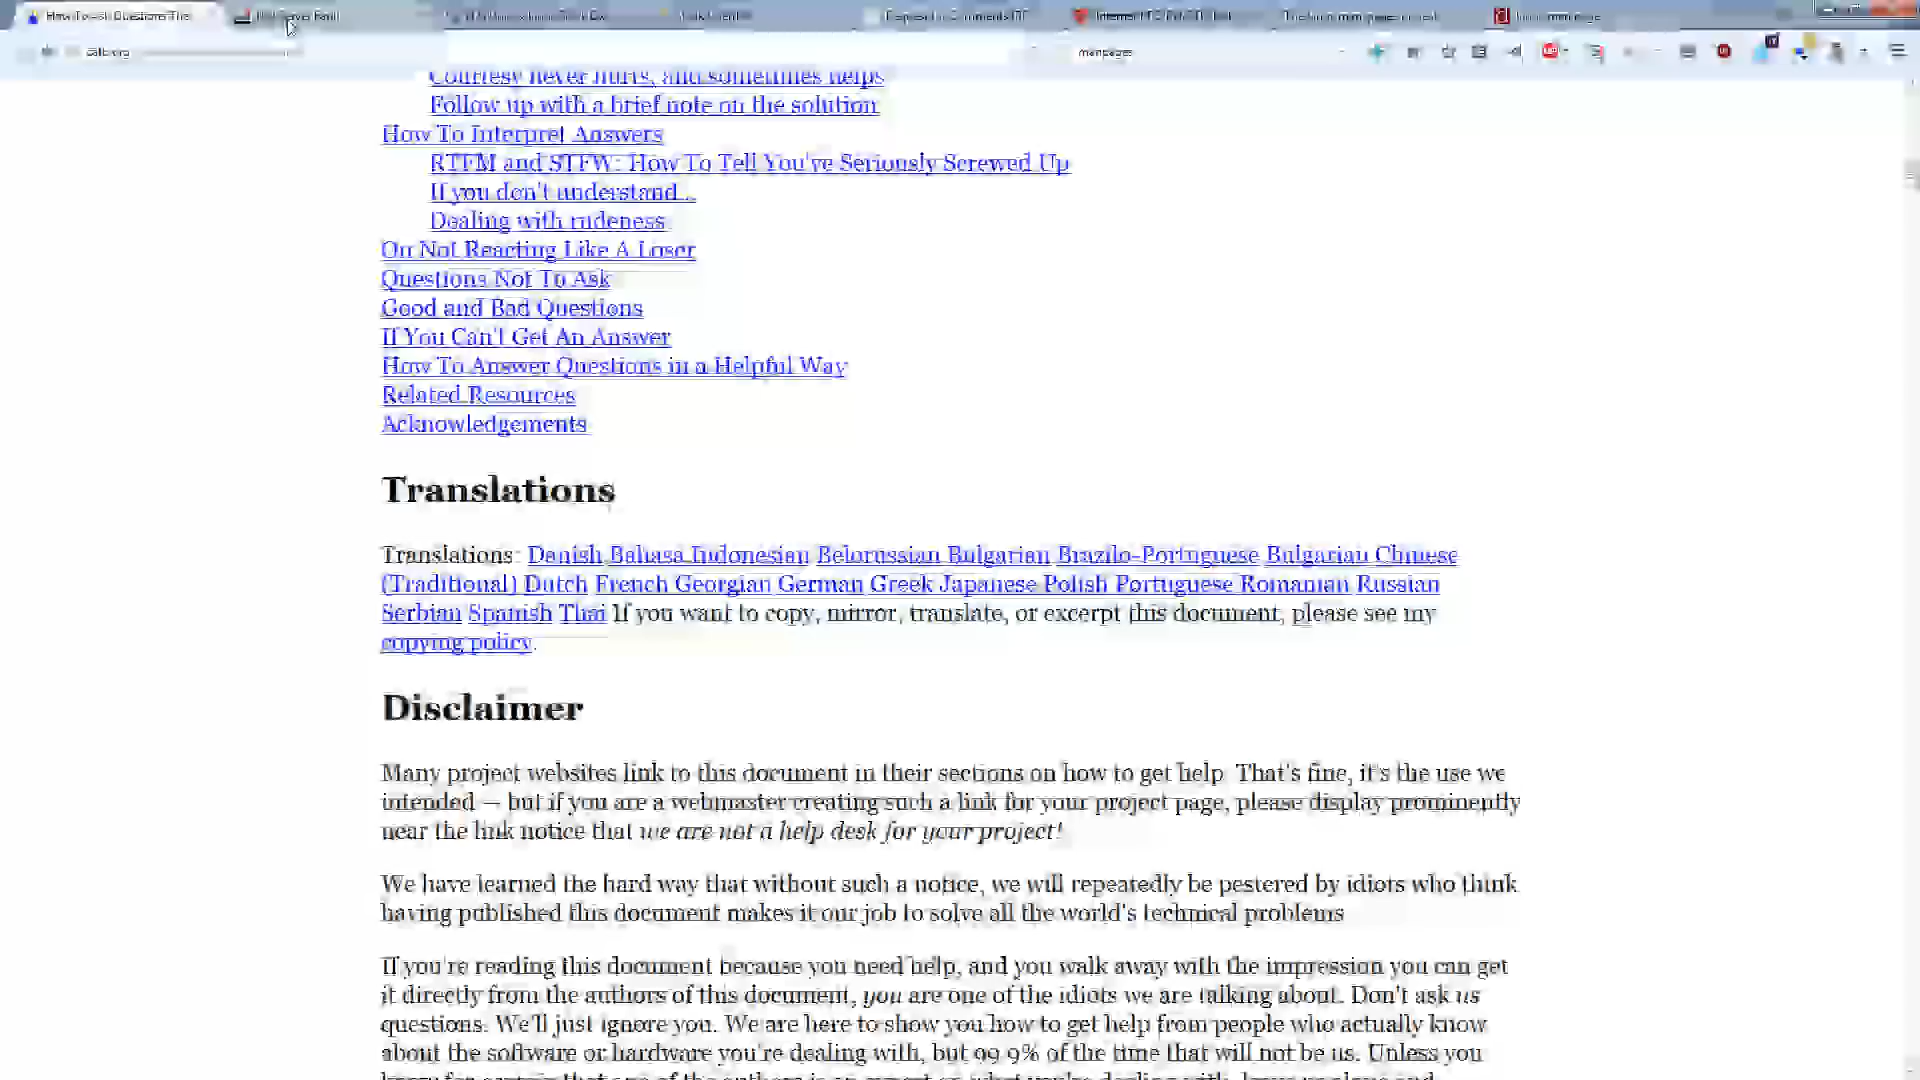 How To Ask Questions The
catb.org
manpages
Courtesy never hurts, and sometimes helps
Follow up with a brief note on the solution
How To Interpret Answers
RTFM and STFW: How To Tell You've Seriously Screwed Up
If you don't understand...
Dealing with rudeness
On Not Reacting Like A Loser
Questions Not To Ask
Good and Bad Questions
If You Can't Get An Answer
How To Answer Questions in a Helpful Way
Related Resources
Acknowledgements
Translations
Translations: Danish Bahasa Indonesian Belorussian Bulgarian Brazilo-Portuguese Bulgarian Chinese
(Traditional) Dutch French Georgian German Greek Japanese Polish Portuguese Romanian Russian
Serbian Spanish Thai If you want to copy, mirror, translate, or excerpt this document, please see my
copying policy.
Disclaimer
Many project websites link to this document in their sections on how to get help. That's fine, it's the use we
intended — but if you are a webmaster creating such a link for your project page, please display prominently
near the link notice that we are not a help desk for your project!
We have learned the hard way that without such a notice, we will repeatedly be pestered by idiots who think
having published this document makes it our job to solve all the world's technical problems
If you're reading this document because you need help, and you walk away with the impression you can get
it directly from the authors of this document, you are one of the idiots we are talking about. Don't ask us
questions. We'll just ignore you. We are here to show you how to get help from people who actually know
about the software or hardware you're dealing with, but 99.9% of the time that will not be us. Unless you